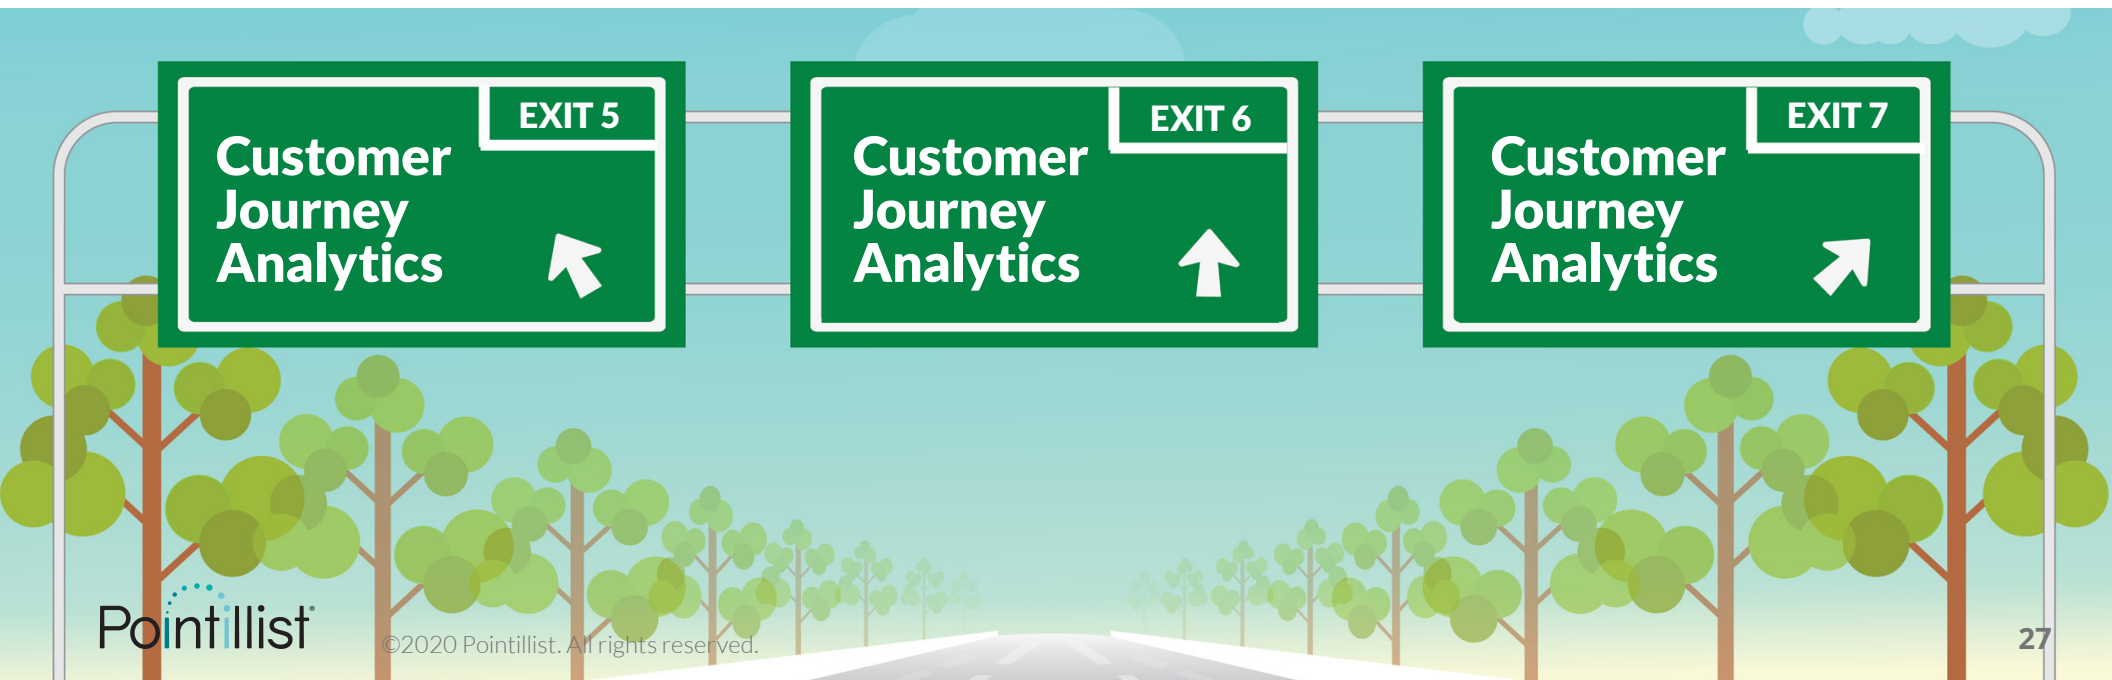 EXIT 5
Customer
Journey
Analytics
EXIT 6
Customer
Journey
Analytics
EXIT 7
Customer
Journey
Analytics
Pointillist
©2020 Pointillist. All rights reserved.
27